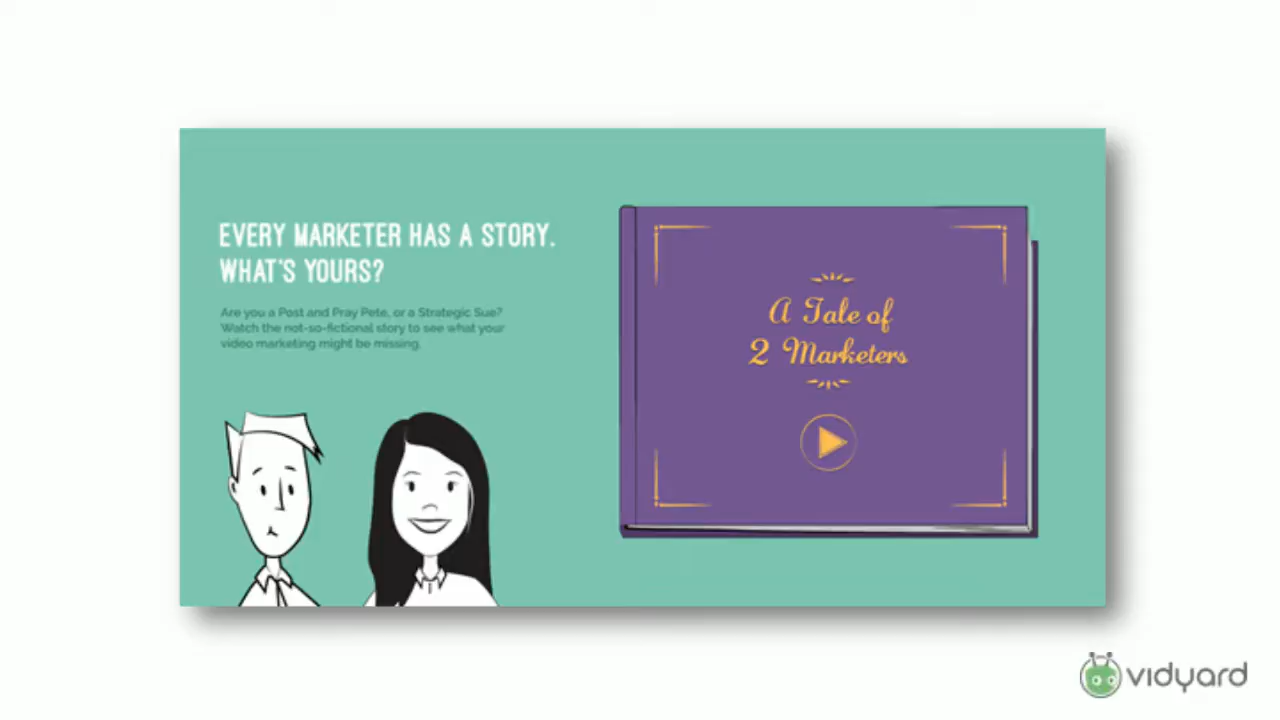 EVERY MARKETER HAS A STORY.
WHAT'S YOURS?
Are you a Post and Pray Pete, or a Strategic Sue?
Watch the not-so-fictional story to see what your
video marketing might be missing.
A Tale of
2 Marketers
vidyard